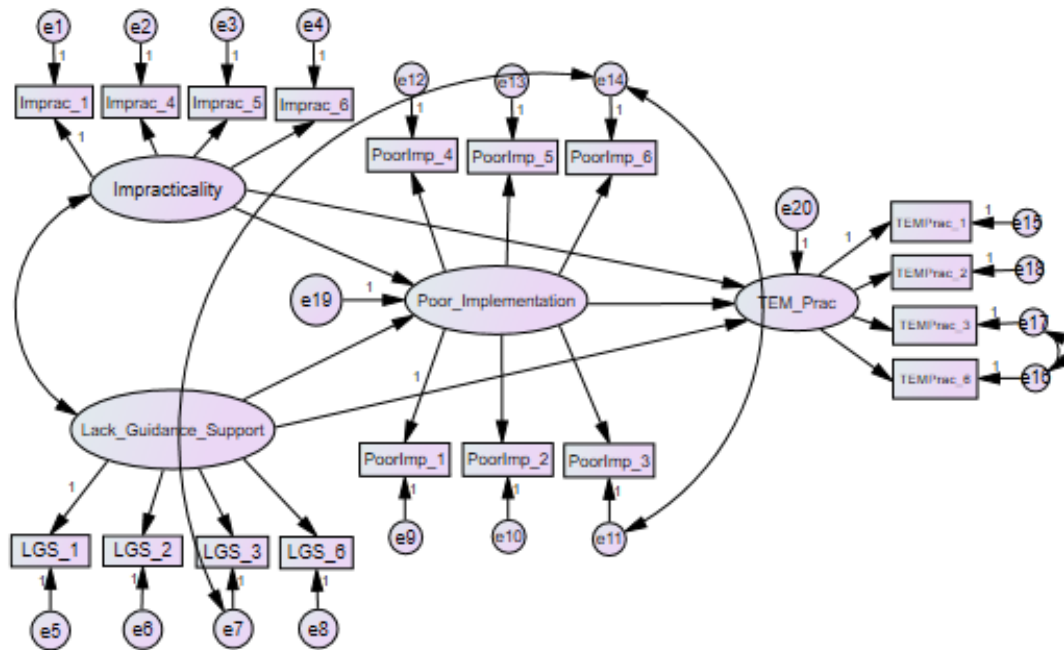 e1 e2 e3 e4
1 1 1 1
Imprac_1 Imprac_4 Imprac_5 Imprac_6
1
Impracticality
e12 e13 e14
1 1 1
PoorImp_4 PoorImp_5 PoorImp_6
e20
1
1
TEMPrac_1 1 e15
TEMPrac_2 1 e18
TEMPrac_3 1 e17
TEMPrac_6 1 e16
e19 1 Poor_Implementation TEM_Prac
Lack_Guidance_Support
1
PoorImp_1 PoorImp_2 PoorImp_3
1 1 1
e9 e10 e11
1
LGS_1 LGS_2 LGS_3 LGS_6
1 1 1 1
e5 e6 e7 e8